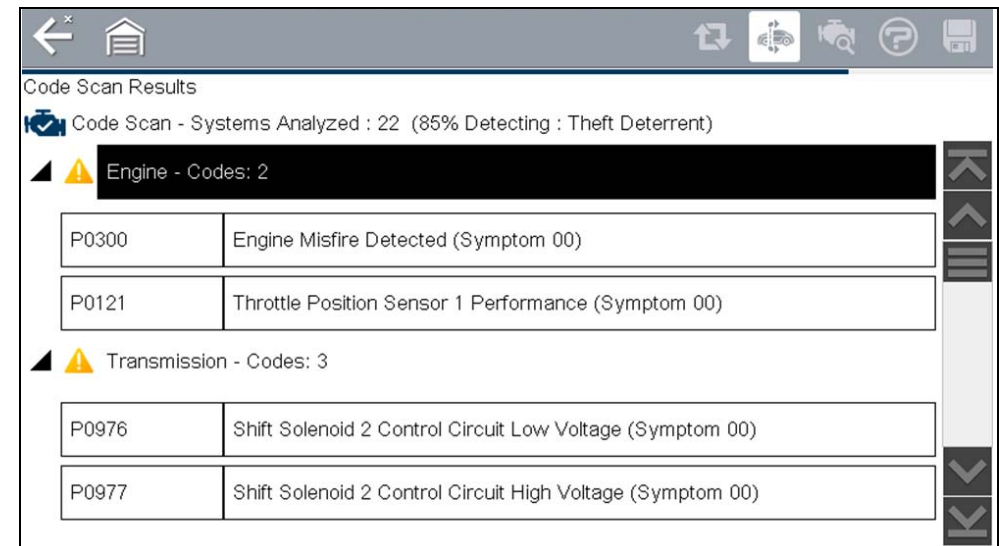 Code Scan Results
Code Scan - Systems Analyzed : 22 (85% Detecting : Theft Deterrent)
Engine - Codes: 2
P0300 Engine Misfire Detected (Symptom 00)
P0121 Throttle Position Sensor 1 Performance (Symptom 00)
Transmission - Codes: 3
P0976 Shift Solenoid 2 Control Circuit Low Voltage (Symptom 00)
P0977 Shift Solenoid 2 Control Circuit High Voltage (Symptom 00)